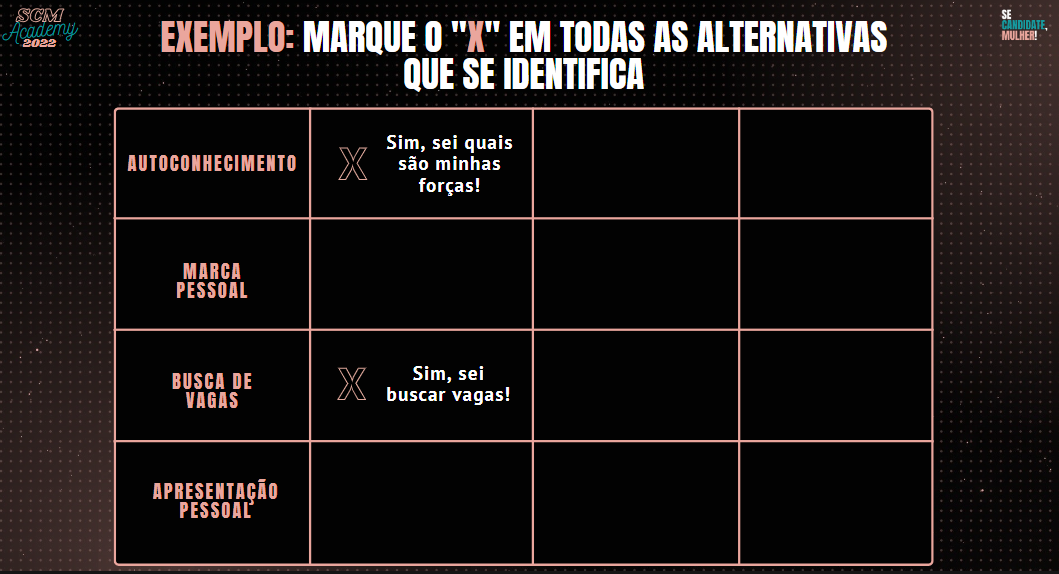 SCM
Academy
2022
SE
CANDIDATE,
MULHER!
EXEMPLO: MARQUE O "X" EM TODAS AS ALTERNATIVAS
QUE SE IDENTIFICA
AUTOCONHECIMENTO
X
Sim, sei quais
são minhas
forças!
MARCA
PESSOAL
BUSCA DE
VAGAS
X
Sim, sei
buscar vagas!
APRESENTAÇÃO
PESSOAL